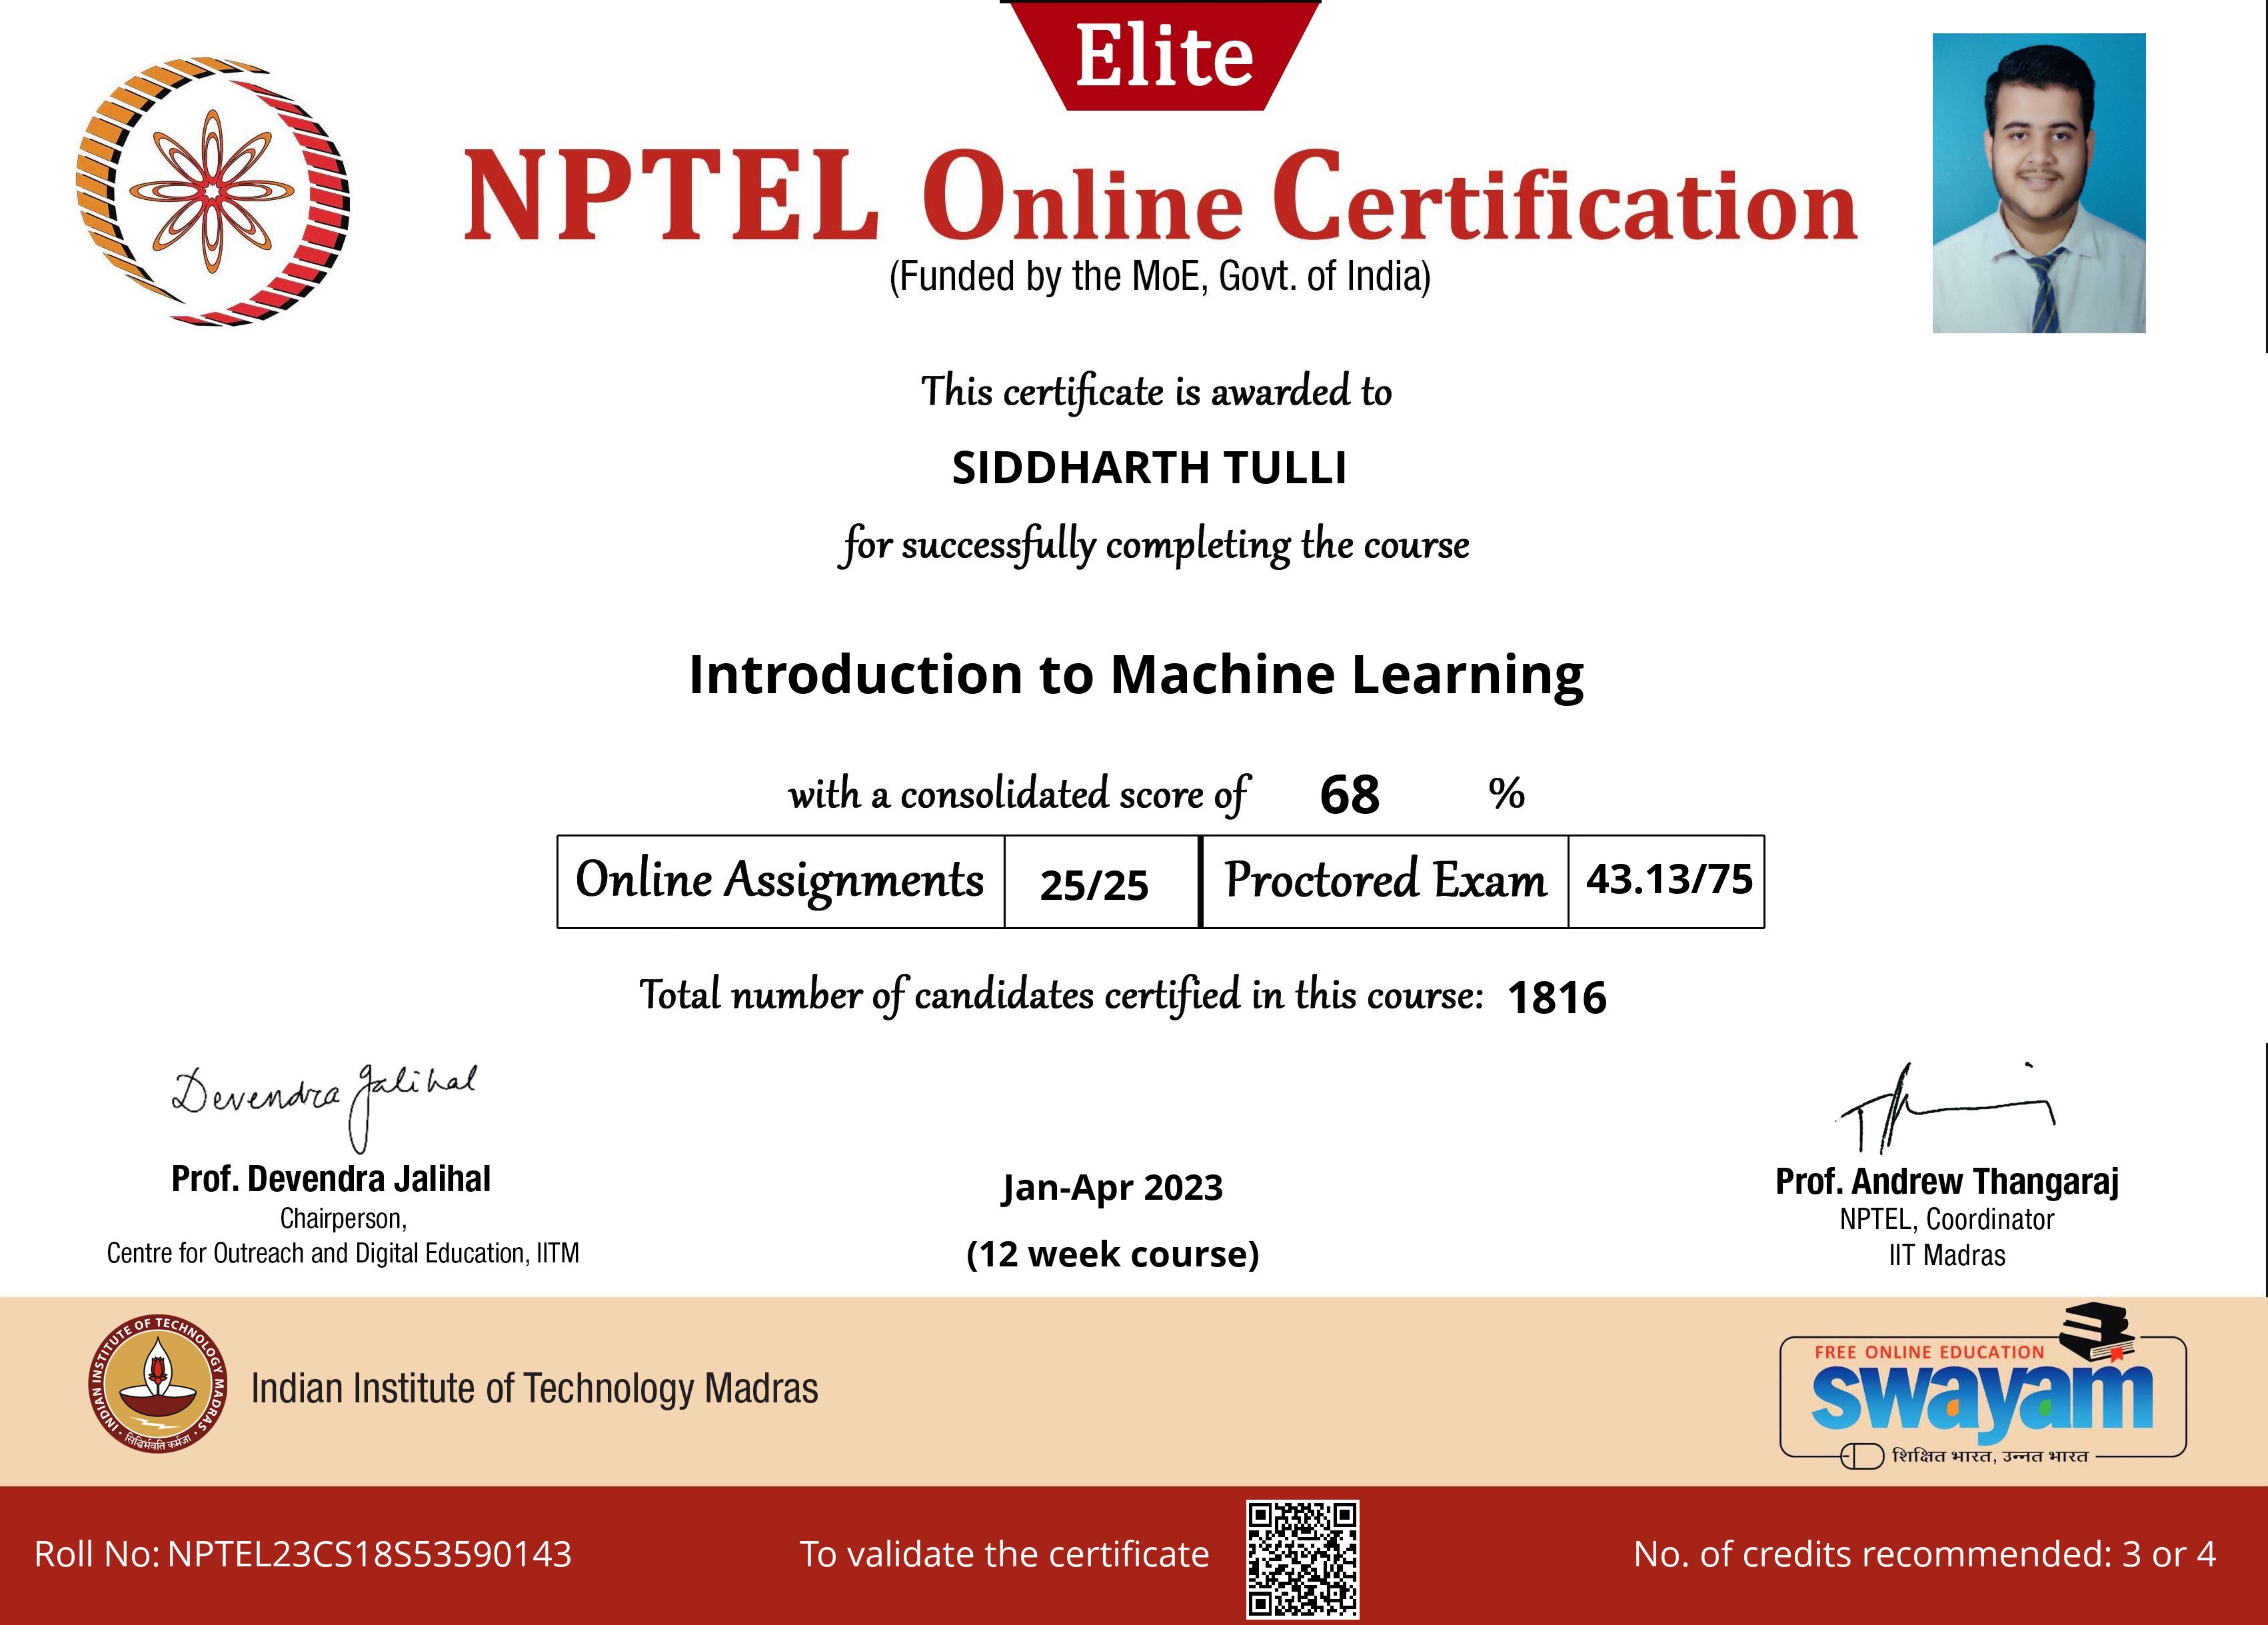 Elite
NPTEL Online Certification
(Funded by the MoE, Govt. of India)
This certificate is awarded to
SIDDHARTH TULLI
for successfully completing the course
Introduction to Machine Learning
with a consolidated score of 68 %
Online Assignments 25/25 Proctored Exam 43.13/75
Total number of candidates certified in this course: 1816
Devendra Jalihal
Prof. Devendra Jalihal
Chairperson,
Centre for Outreach and Digital Education, IITM
Jan-Apr 2023
(12 week course)
Prof. Andrew Thangaraj
NPTEL, Coordinator
IIT Madras
INDIAN INSTITUTE OF TECHNOLOGY MADRAS
सिद्धिर्भवति कर्मजा
Indian Institute of Technology Madras
FREE ONLINE EDUCATION
swayam
शिक्षित भारत, उन्नत भारत
Roll No: NPTEL23CS18S53590143
To validate the certificate
No. of credits recommended: 3 or 4